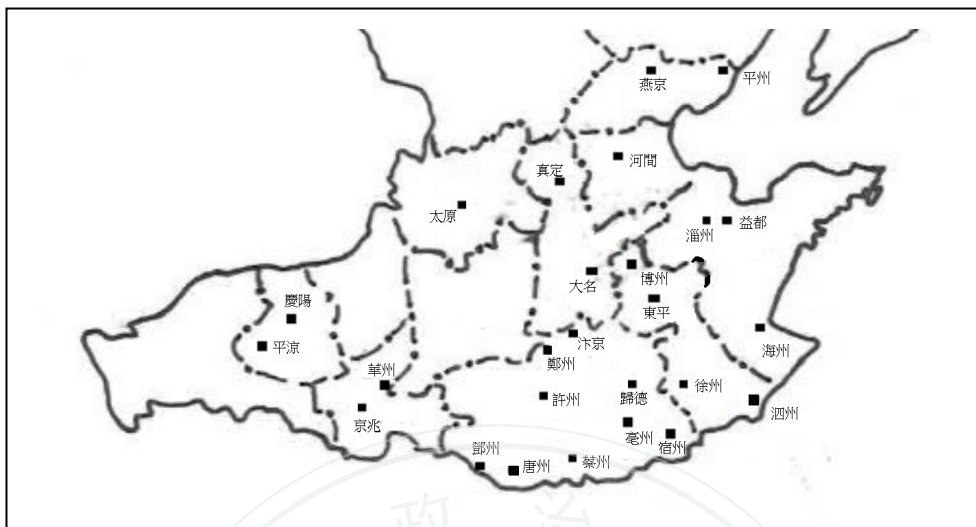 燕京
平州
河間
真定
太原
淄州
益都
大名
博州
東平
慶陽
平涼
汴京
鄭州
海州
華州
京兆
許州
歸德
徐州
泗州
亳州
宿州
鄧州
唐州
蔡州
政 治